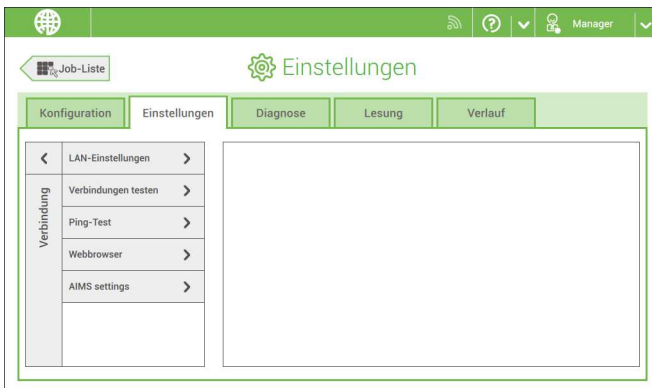 Manager
Job-Liste
Einstellungen
Konfiguration
Einstellungen
Diagnose
Lesung
Verlauf
Verbindung
LAN-Einstellungen
Verbindungen testen
Ping-Test
Webbrowser
AIMS settings